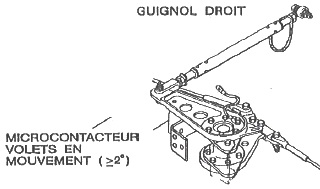 GUIGNOL DROIT
MICROCONTACTEUR
VOLETS EN
MOUVEMENT (≥2°)